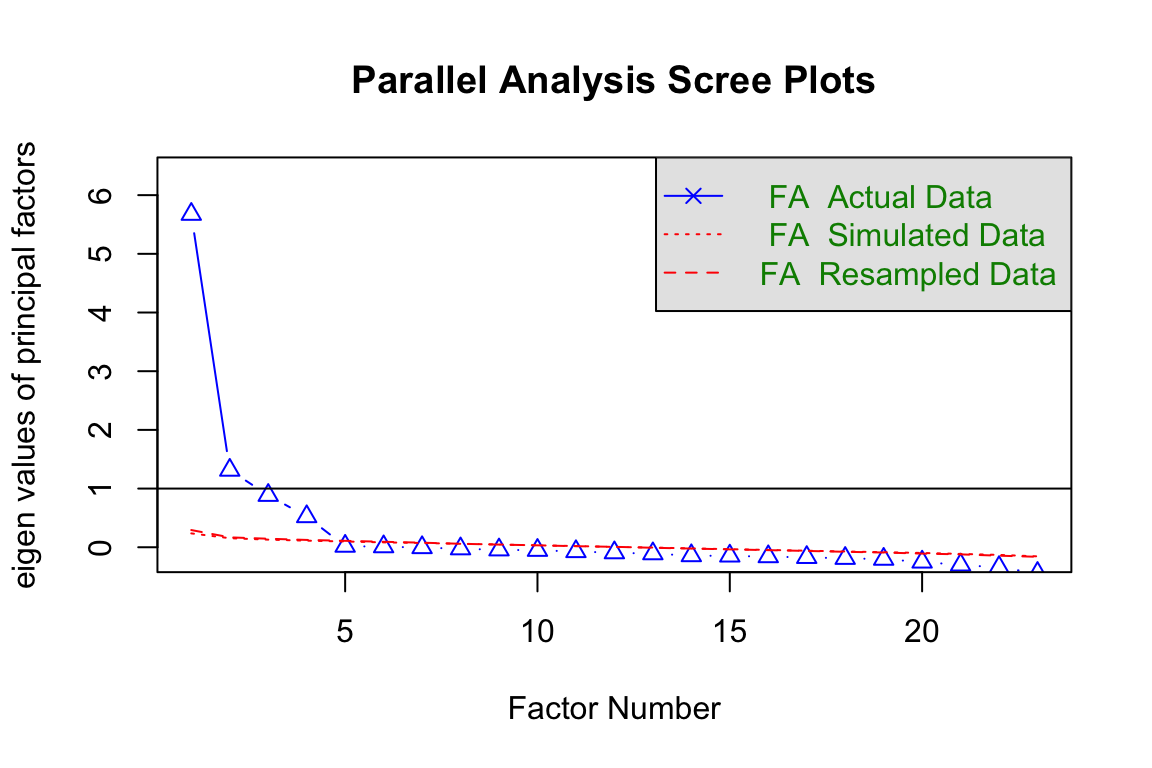 Parallel Analysis Scree Plots
eigen values of principal factors
6
5
4
3
2
1
0
FA Actual Data
FA Simulated Data
FA Resampled Data
5 10 15 20
Factor Number